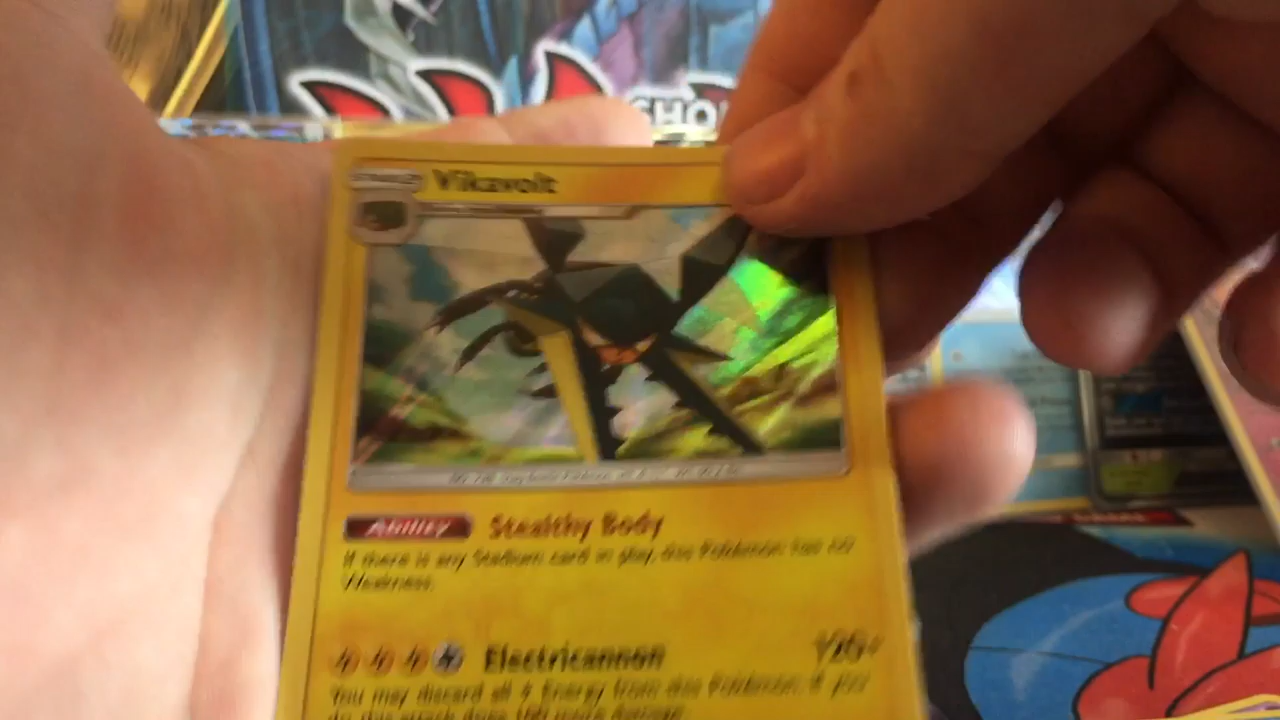 SHO
Vikavolt
Ability Stealthy Body
If there is any Stadium card in play, this Pokémon has no
Weakness.
Electricannon 120+
You may discard all Energy from this Pokémon. If you
do, this attack does 100 more damage.